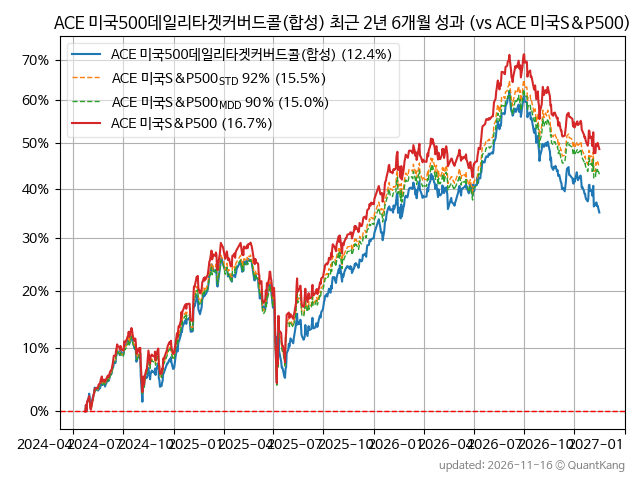 ACE 미국500데일리타겟커버드콜(합성) 최근 2년 6개월 성과 (vs ACE 미국S&P500)
ACE 미국500데일리타겟커버드콜(합성) (12.4%)
ACE 미국S&P500STD 92% (15.5%)
ACE 미국S&P500MDD 90% (15.0%)
ACE 미국S&P500 (16.7%)
70%
60%
50%
40%
30%
20%
10%
0%
2024-04 2024-07 2024-10 2025-01 2025-04 2025-07 2025-10 2026-01 2026-04 2026-07 2026-10 2027-01
updated: 2026-11-16 © QuantKang